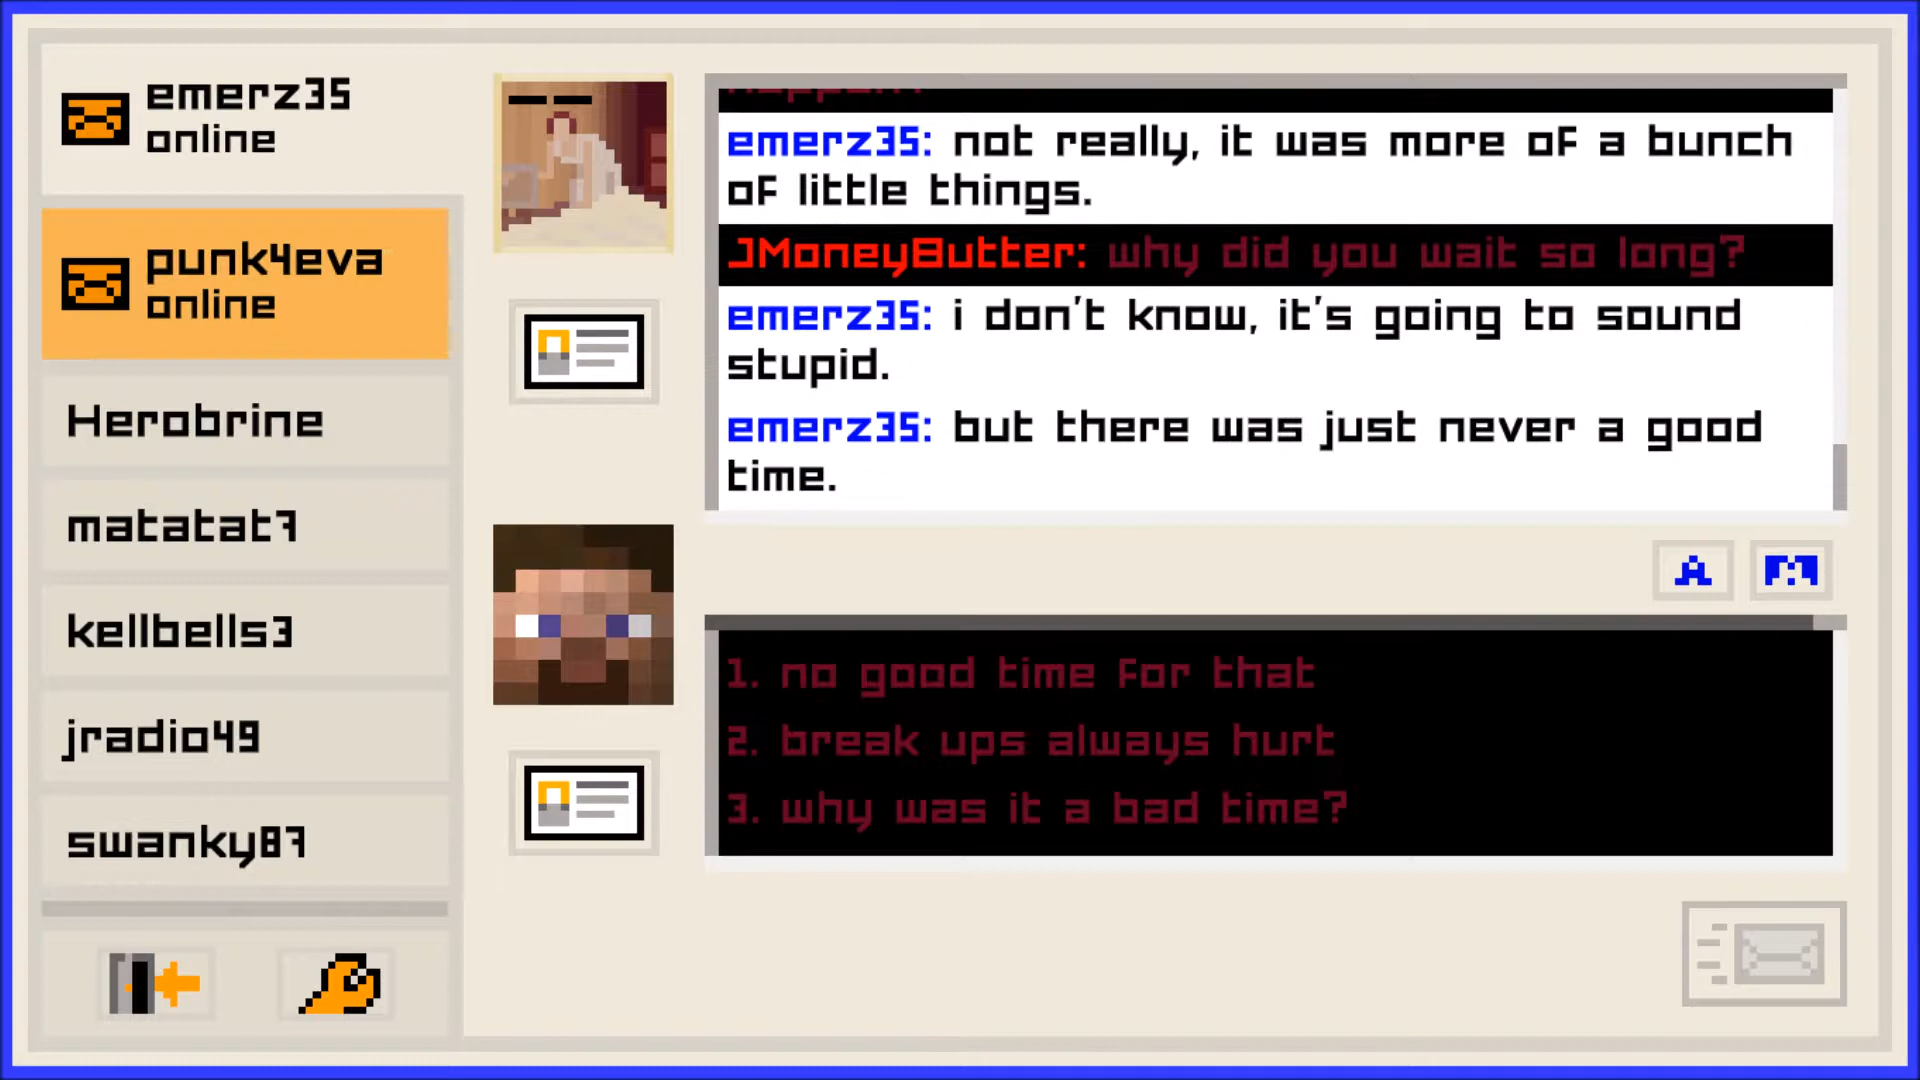 emerz35
online
punk4eva
online
Herobrine
matatat7
kellbells3
jradio49
swanky87
emerz35: not really, it was more of a bunch
of little things.
JMoneyButter: why did you wait so long?
emerz35: i don't know, it's going to sound
stupid.
emerz35: but there was just never a good
time.
A
1. no good time for that
2. break ups always hurt
3. why was it a bad time?